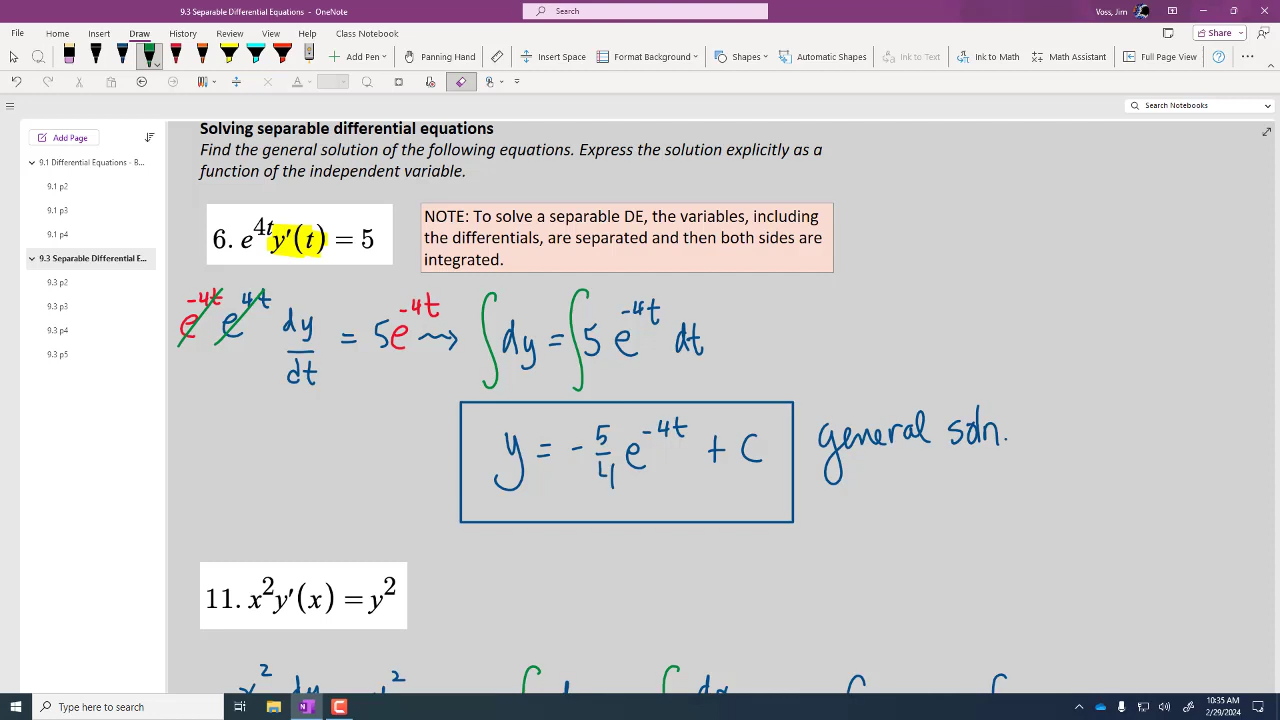 9.3 Separable Differential Equations - OneNote
Search
Voss, Jim
File Home Insert Draw History Review View Help Class Notebook
Share
Add Pen
Panning Hand
Insert Space
Format Background
Shapes
Automatic Shapes
Ink to Text
Ink to Math
Math Assistant
Full Page View
Search Notebooks
Add Page
9.1 Differential Equations - B...
9.1 p2
9.1 p3
9.1 p4
9.3 Separable Differential E...
9.3 p2
9.3 p3
9.3 p4
9.3 p5
Solving separable differential equations
Find the general solution of the following equations. Express the solution explicitly as a
function of the independent variable.
6. e^{4t}y′(t) = 5
NOTE: To solve a separable DE, the variables, including
the differentials, are separated and then both sides are
integrated.
e^{-4t} e^{4t} dy/dt = 5e^{-4t} ⇝ ∫dy = ∫5 e^{-4t} dt
y = - 5/4 e^{-4t} + C general soln.
11. x²y′(x) = y²
Type here to search
10:35 AM
2/29/2024